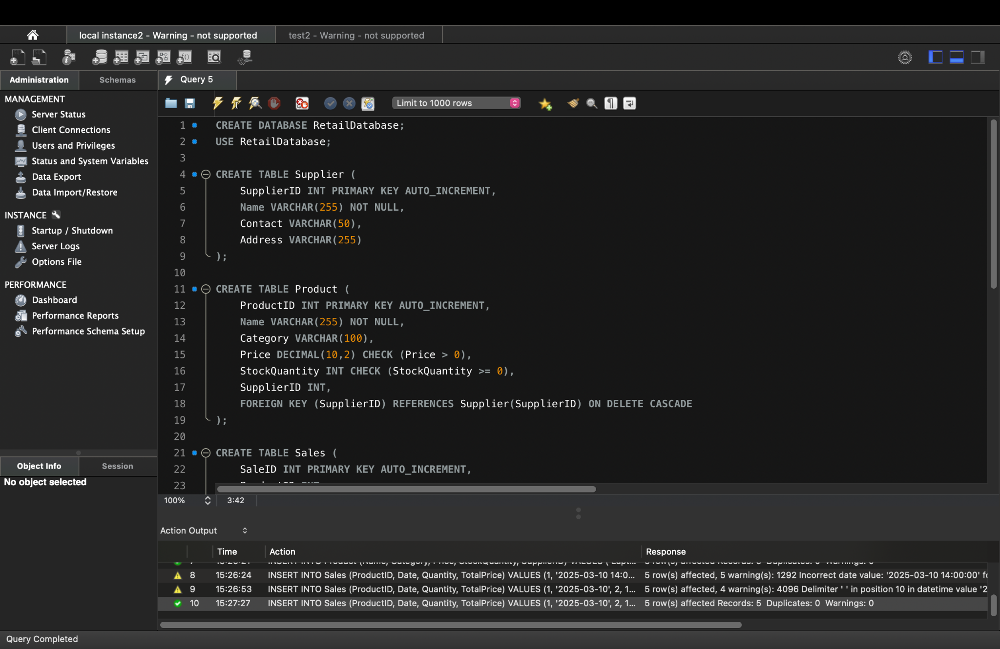 local instance2 - Warning - not supported
test2 - Warning - not supported
Administration
Schemas
Query 5
MANAGEMENT
Server Status
Client Connections
Users and Privileges
Status and System Variables
Data Export
Data Import/Restore
INSTANCE
Startup / Shutdown
Server Logs
Options File
PERFORMANCE
Dashboard
Performance Reports
Performance Schema Setup
Object Info
Session
No object selected
Limit to 1000 rows
1 CREATE DATABASE RetailDatabase;
2 USE RetailDatabase;
3
4 CREATE TABLE Supplier (
5 SupplierID INT PRIMARY KEY AUTO_INCREMENT,
6 Name VARCHAR(255) NOT NULL,
7 Contact VARCHAR(50),
8 Address VARCHAR(255)
9 );
10
11 CREATE TABLE Product (
12 ProductID INT PRIMARY KEY AUTO_INCREMENT,
13 Name VARCHAR(255) NOT NULL,
14 Category VARCHAR(100),
15 Price DECIMAL(10,2) CHECK (Price > 0),
16 StockQuantity INT CHECK (StockQuantity >= 0),
17 SupplierID INT,
18 FOREIGN KEY (SupplierID) REFERENCES Supplier(SupplierID) ON DELETE CASCADE
19 );
20
21 CREATE TABLE Sales (
22 SaleID INT PRIMARY KEY AUTO_INCREMENT,
23
100% 3:42
Action Output
Time Action Response
INSERT INTO Product (Name, Category, Price, StockQuantity, SupplierID) VALUES
8 15:26:24 INSERT INTO Sales (ProductID, Date, Quantity, TotalPrice) VALUES (1, '2025-03-10 14:0... 5 row(s) affected, 5 warning(s): 1292 Incorrect date value: '2025-03-10 14:00:00' fo
9 15:26:53 INSERT INTO Sales (ProductID, Date, Quantity, TotalPrice) VALUES (1, '2025-03-10', 2, 1... 5 row(s) affected, 4 warning(s): 4096 Delimiter ' ' in position 10 in datetime value '2
10 15:27:27 INSERT INTO Sales (ProductID, Date, Quantity, TotalPrice) VALUES (1, '2025-03-10', 2, 1... 5 row(s) affected Records: 5 Duplicates: 0 Warnings: 0
Query Completed